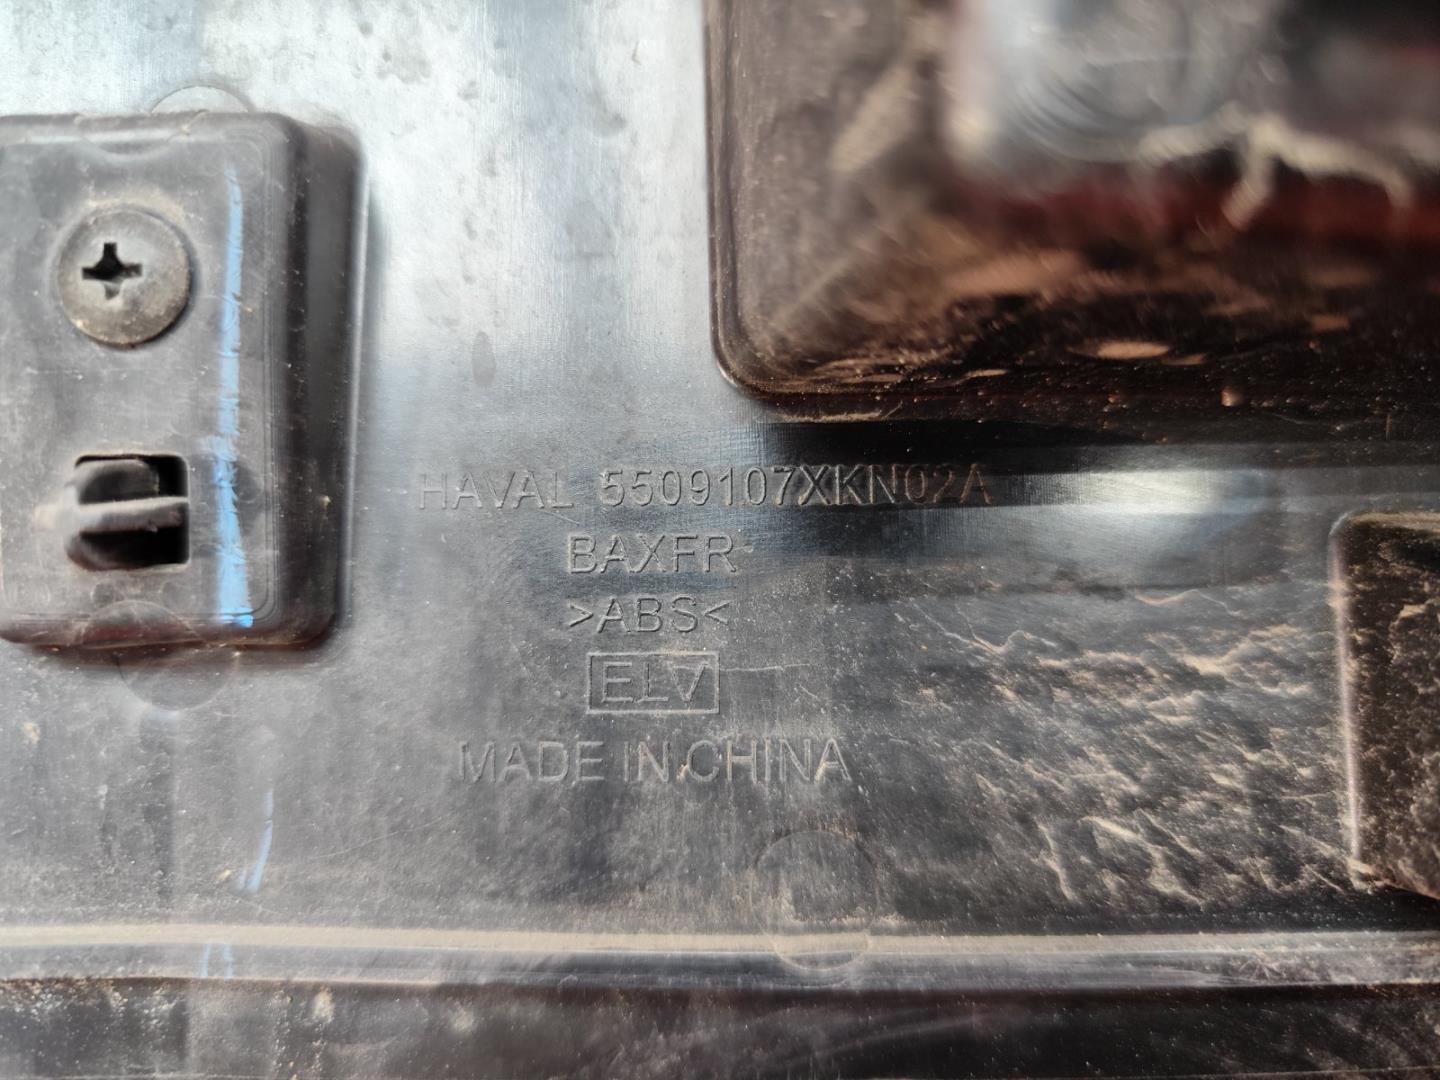 HAVAL 5509107XKN02A
BAXFR
>ABS<
ELV
MADE IN CHINA